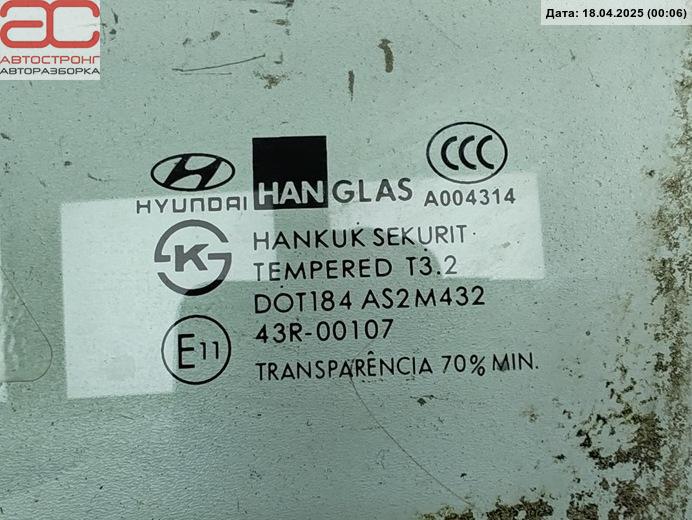 Дата: 18.04.2025 (00:06)
АС
АВТОСТРОНГ
АВТОРАЗБОРКА
HYUNDAI
HANGLAS
CCC
A004314
K S
HANKUK SEKURIT
TEMPERED T3.2
DOT184 AS2M432
43R-00107
E11
TRANSPARÊNCIA 70% MIN.